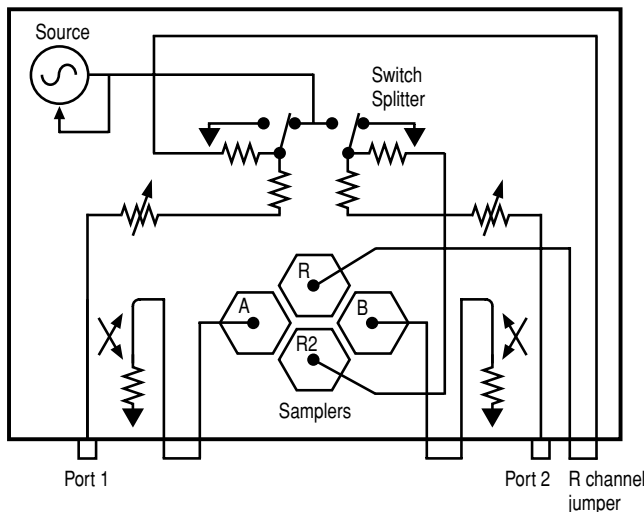 Source
Switch
Splitter
R
A
B
R2
Samplers
Port 1
Port 2
R channel
jumper